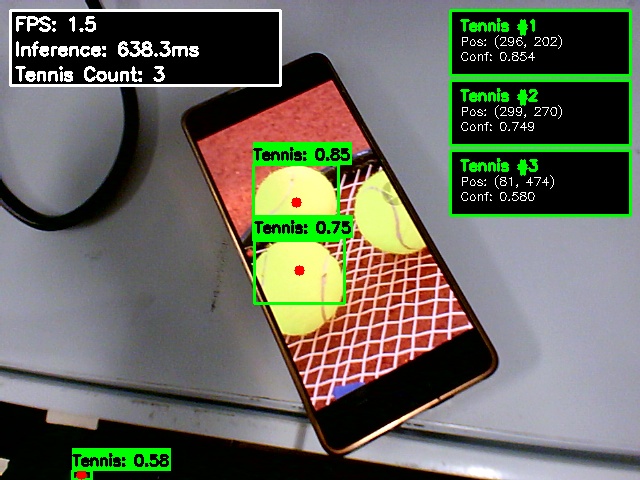 FPS: 1.5
Inference: 638.3ms
Tennis Count: 3
Tennis #1
Pos: (296, 202)
Conf: 0.854
Tennis #2
Pos: (299, 270)
Conf: 0.749
Tennis #3
Pos: (81, 474)
Conf: 0.580
Tennis: 0.85
Tennis: 0.75
Tennis: 0.58